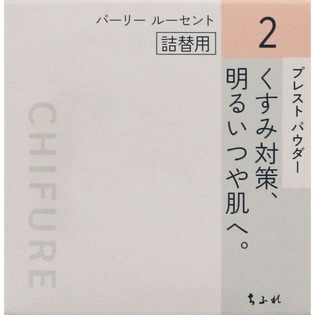 パーリー ルーセント
詰替用
2
プレスト パウダー
くすみ対策、
明るいつや肌へ。
CHIFURE
ちふれ